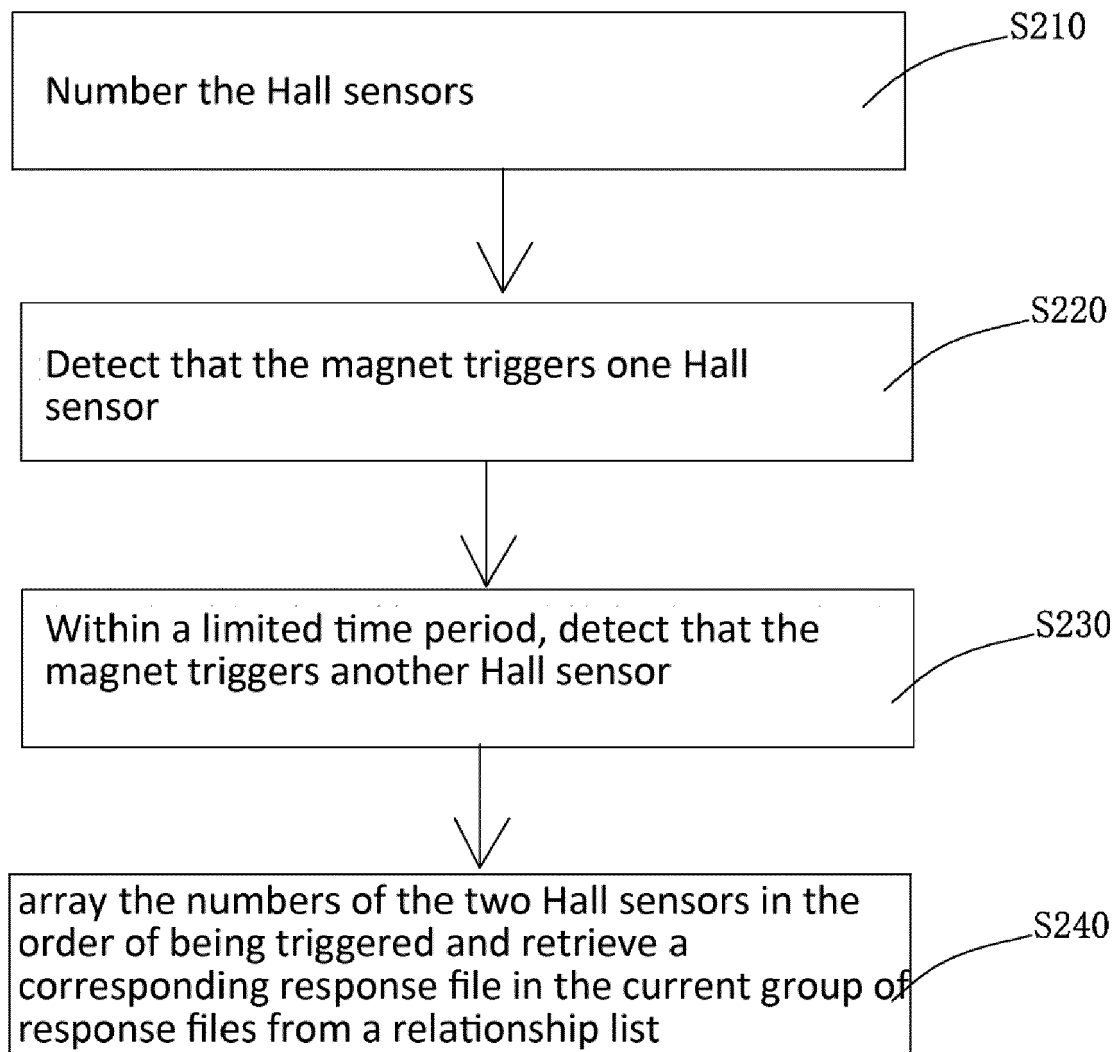 S210
Number the Hall sensors
S220
Detect that the magnet triggers one Hall
sensor
S230
Within a limited time period, detect that the
magnet triggers another Hall sensor
S240
array the numbers of the two Hall sensors in the
order of being triggered and retrieve a
corresponding response file in the current group of
response files from a relationship list